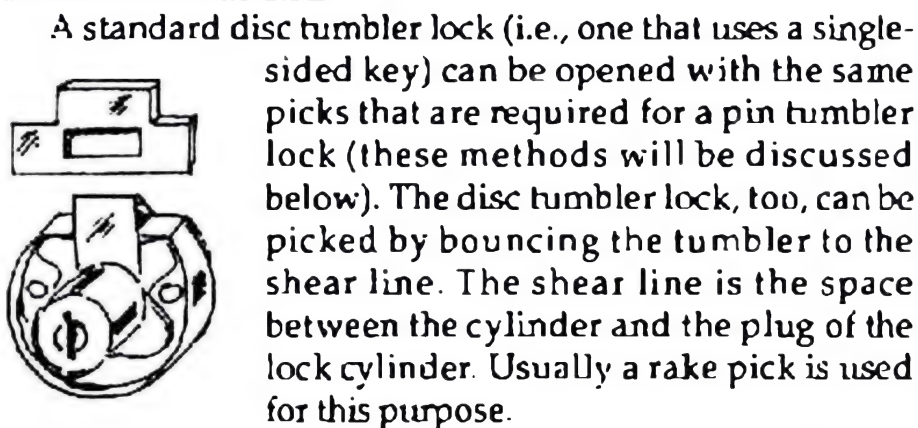 A standard disc tumbler lock (i.e., one that uses a single-
sided key) can be opened with the same
picks that are required for a pin tumbler
lock (these methods will be discussed
below). The disc tumbler lock, too, can be
picked by bouncing the tumbler to the
shear line. The shear line is the space
between the cylinder and the plug of the
lock cylinder. Usually a rake pick is used
for this purpose.